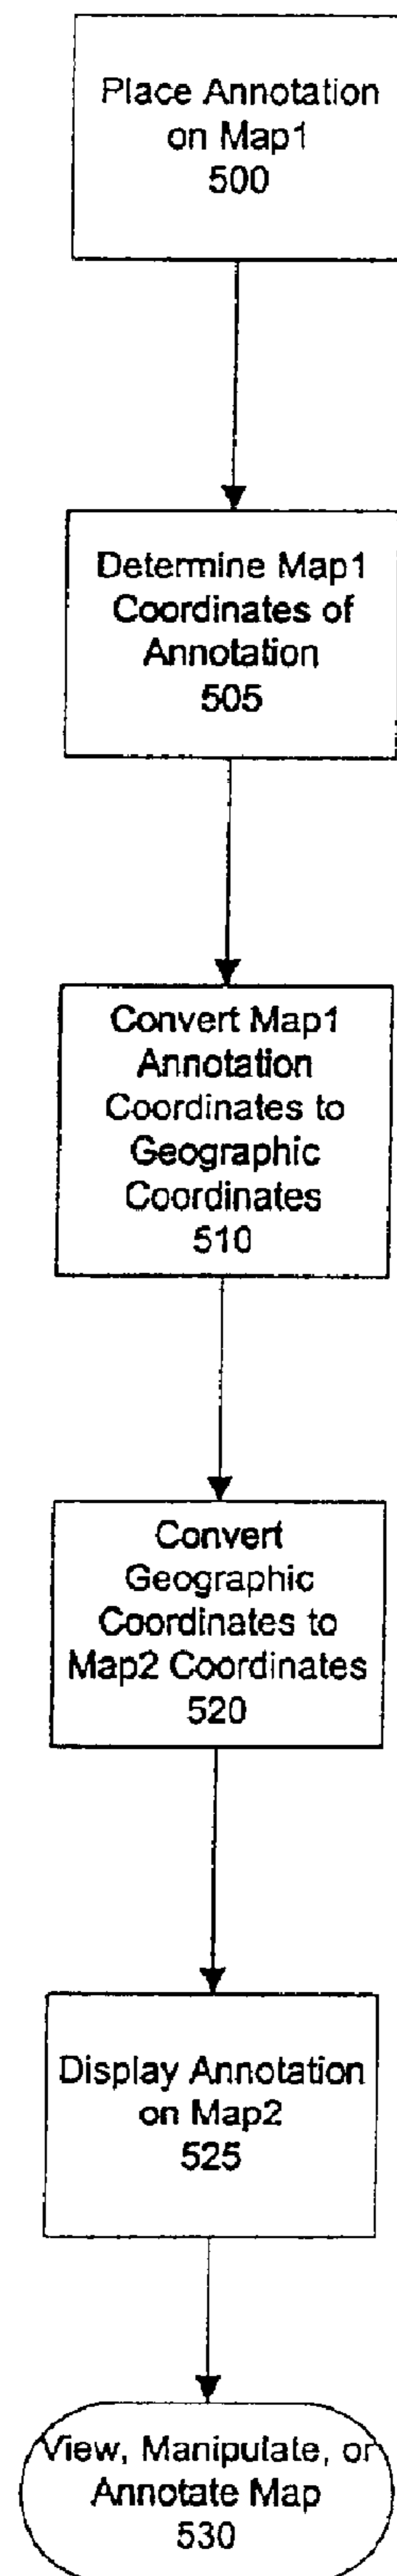 Place Annotation
on Map1
500
Determine Map1
Coordinates of
Annotation
505
Convert Map1
Annotation
Coordinates to
Geographic
Coordinates
510
Convert
Geographic
Coordinates to
Map2 Coordinates
520
Display Annotation
on Map2
525
View, Manipulate, or
Annotate Map
530